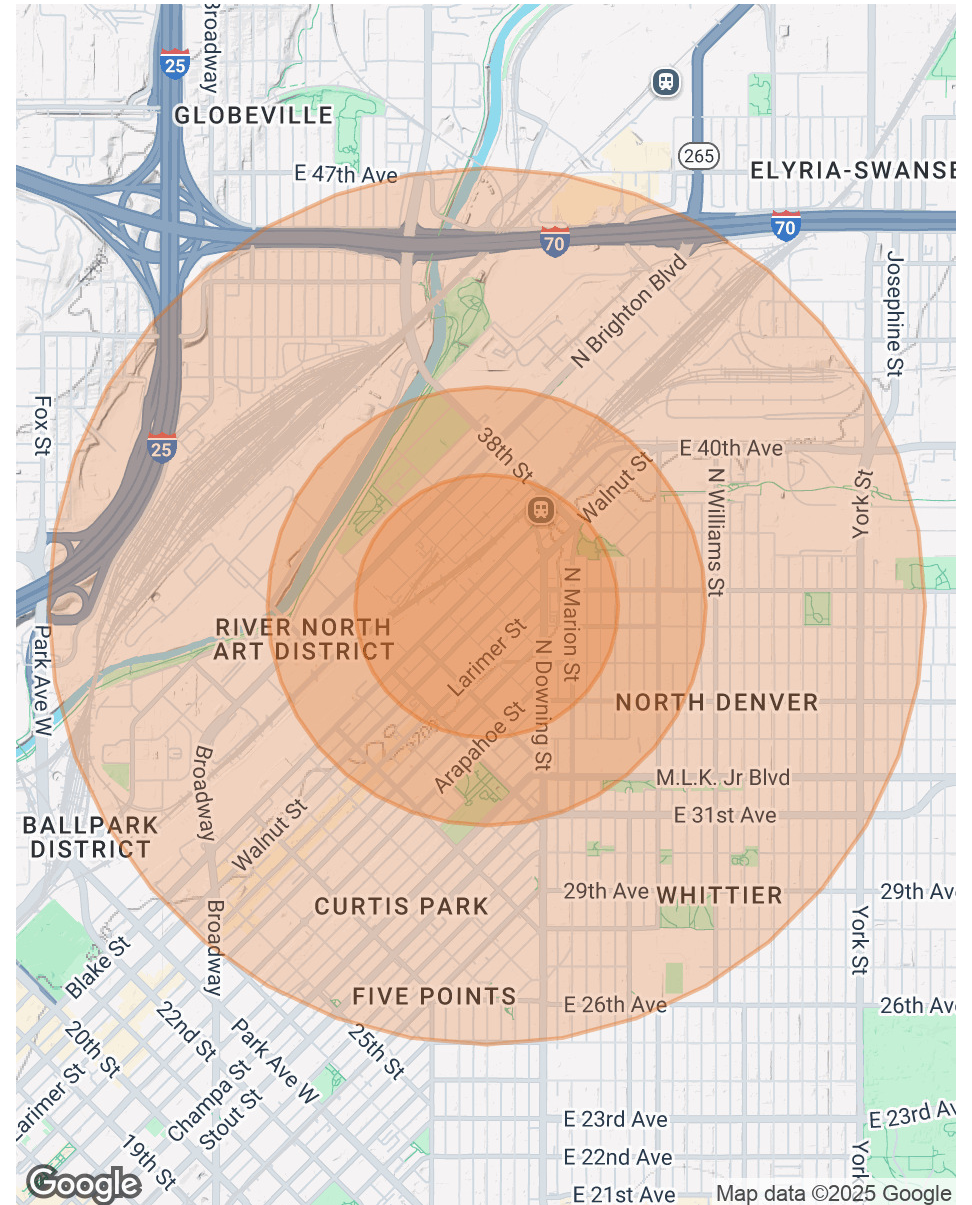 Broadway
25
GLOBEVILLE
E 47th Ave
265
ELYRIA-SWANSE
70
70
Josephine St
N Brighton Blvd
Fox St
25
38th St
Walnut St
E 40th Ave
N Williams St
York St
N Marion St
RIVER NORTH
ART DISTRICT
Larimer St
N Downing St
Park Ave W
NORTH DENVER
Arapahoe St
Broadway
M.L.K. Jr Blvd
E 31st Ave
BALLPARK
DISTRICT
Walnut St
29th Ave
WHITTIER
29th Av
CURTIS PARK
Broadway
York St
Blake St
FIVE POINTS
E 26th Ave
26th Av
20th St
22nd St
Park Ave W
25th St
Larimer St
Champa St
Stout St
E 23rd Ave
E 23rd Av
19th St
E 22nd Ave
York
E 21st Ave
Google
Map data ©2025 Google